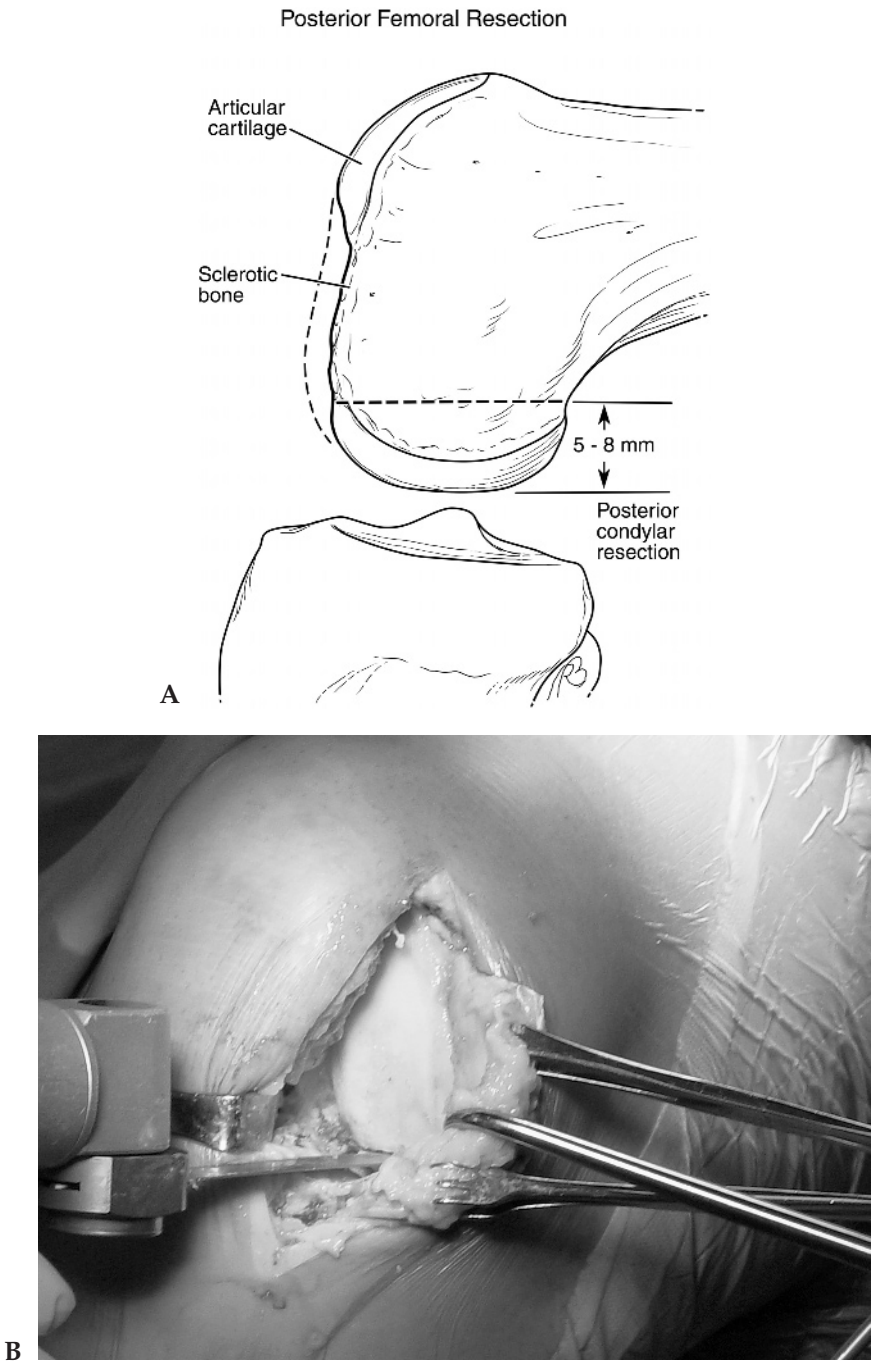 Posterior Femoral Resection
Articular
cartilage
Sclerotic
bone
5 - 8 mm
Posterior
condylar
resection
A
B